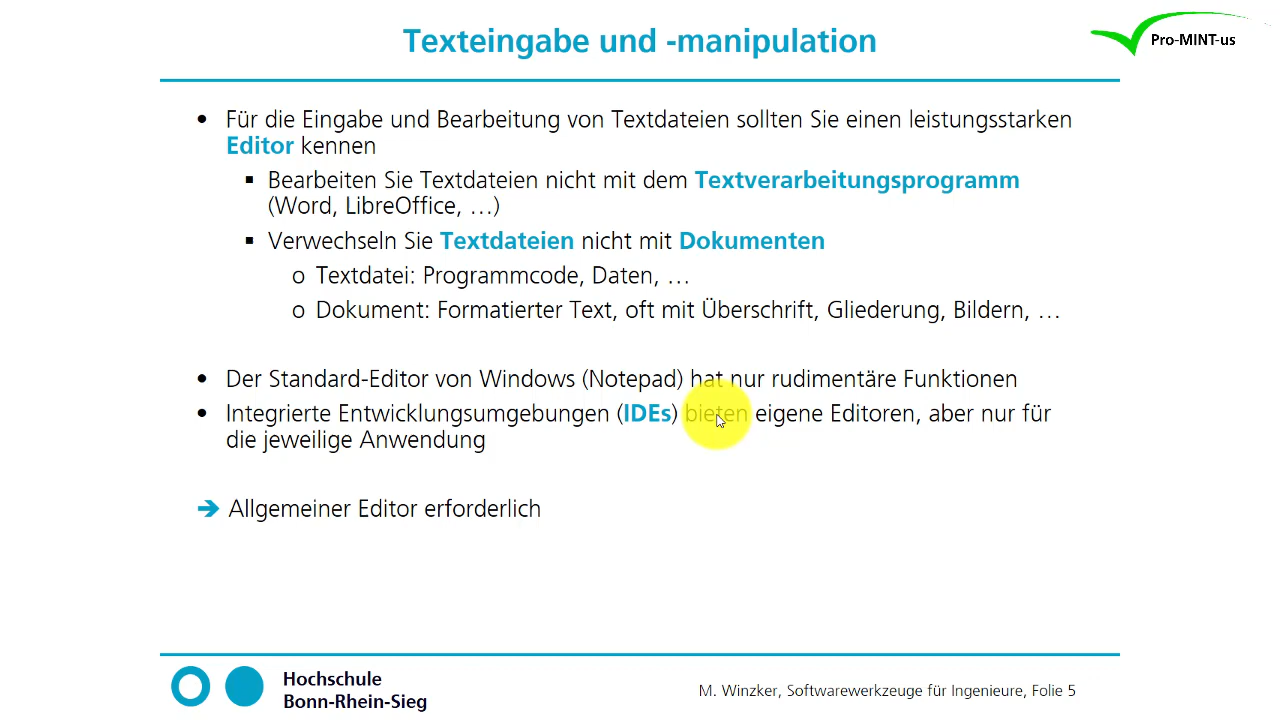 Texteingabe und -manipulation
Pro-MINT-us
• Für die Eingabe und Bearbeitung von Textdateien sollten Sie einen leistungsstarken
Editor kennen
▪ Bearbeiten Sie Textdateien nicht mit dem Textverarbeitungsprogramm
(Word, LibreOffice, …)
▪ Verwechseln Sie Textdateien nicht mit Dokumenten
o Textdatei: Programmcode, Daten, …
o Dokument: Formatierter Text, oft mit Überschrift, Gliederung, Bildern, …
• Der Standard-Editor von Windows (Notepad) hat nur rudimentäre Funktionen
• Integrierte Entwicklungsumgebungen (IDEs) bieten eigene Editoren, aber nur für
die jeweilige Anwendung
➔ Allgemeiner Editor erforderlich
Hochschule
Bonn-Rhein-Sieg
M. Winzker, Softwarewerkzeuge für Ingenieure, Folie 5